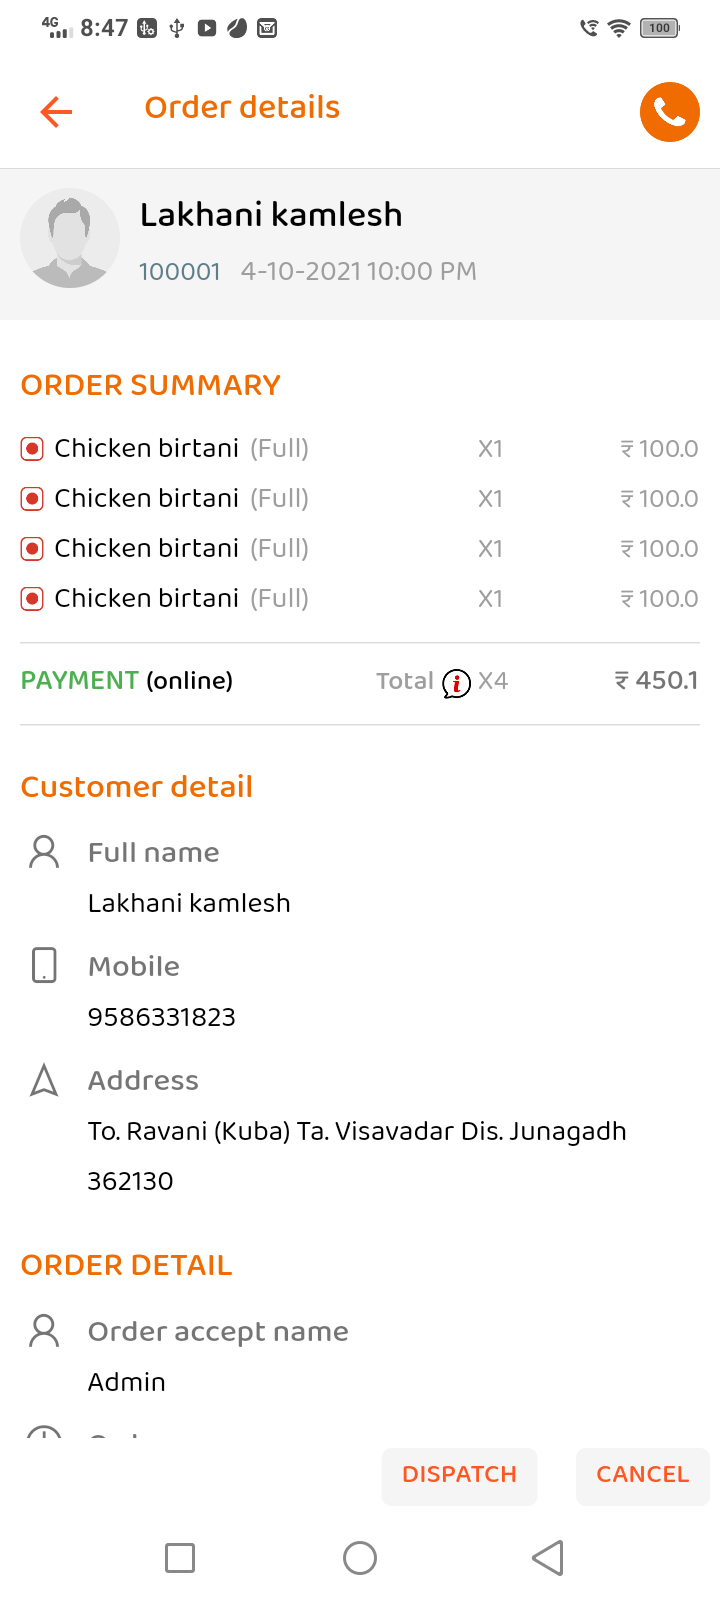 4G 8:47 100
Order details
Lakhani kamlesh
100001 4-10-2021 10:00 PM
ORDER SUMMARY
Chicken birtani (Full) X1 ₹ 100.0
Chicken birtani (Full) X1 ₹ 100.0
Chicken birtani (Full) X1 ₹ 100.0
Chicken birtani (Full) X1 ₹ 100.0
PAYMENT (online) Total i X4 ₹ 450.1
Customer detail
Full name
Lakhani kamlesh
Mobile
9586331823
Address
To. Ravani (Kuba) Ta. Visavadar Dis. Junagadh
362130
ORDER DETAIL
Order accept name
Admin
DISPATCH CANCEL